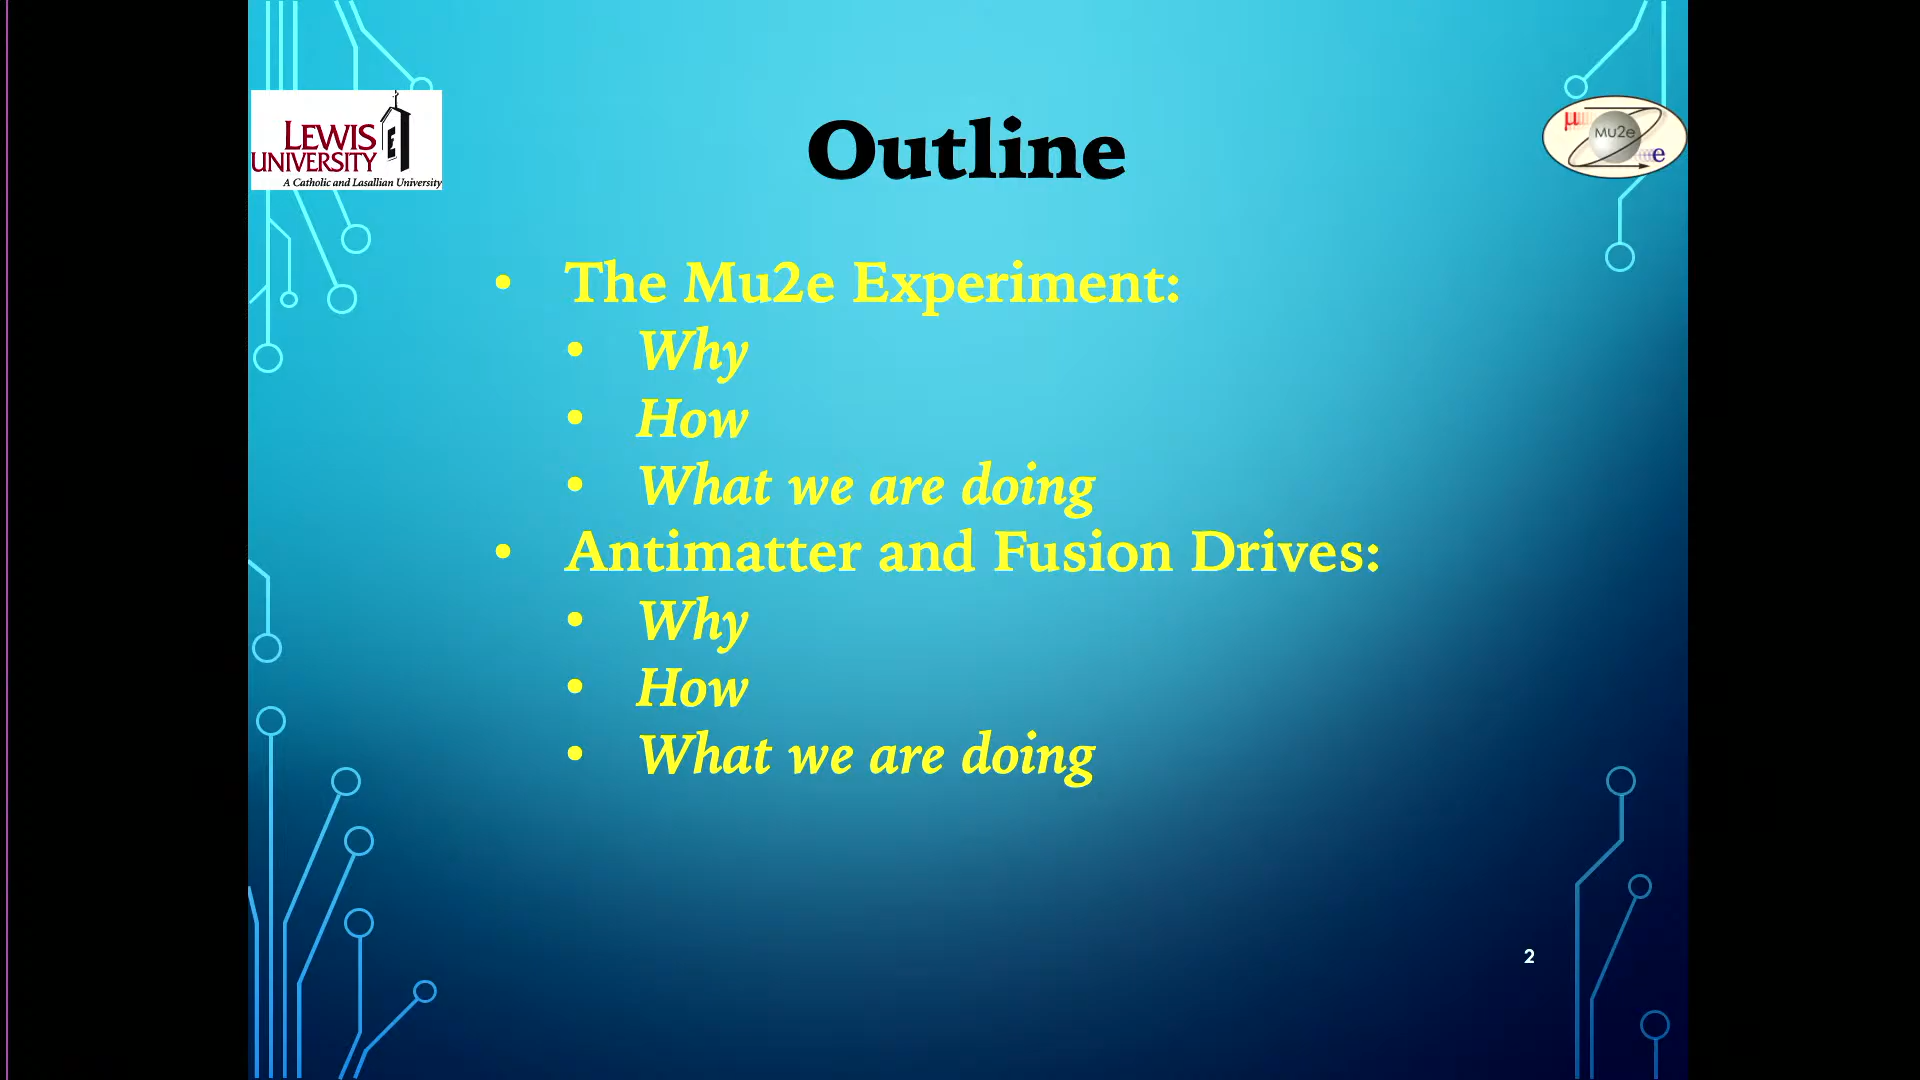 Outline
LEWIS
UNIVERSITY
A Catholic and Lasallian University
μ
Mu2e
e
• The Mu2e Experiment:
• Why
• How
• What we are doing
• Antimatter and Fusion Drives:
• Why
• How
• What we are doing
2